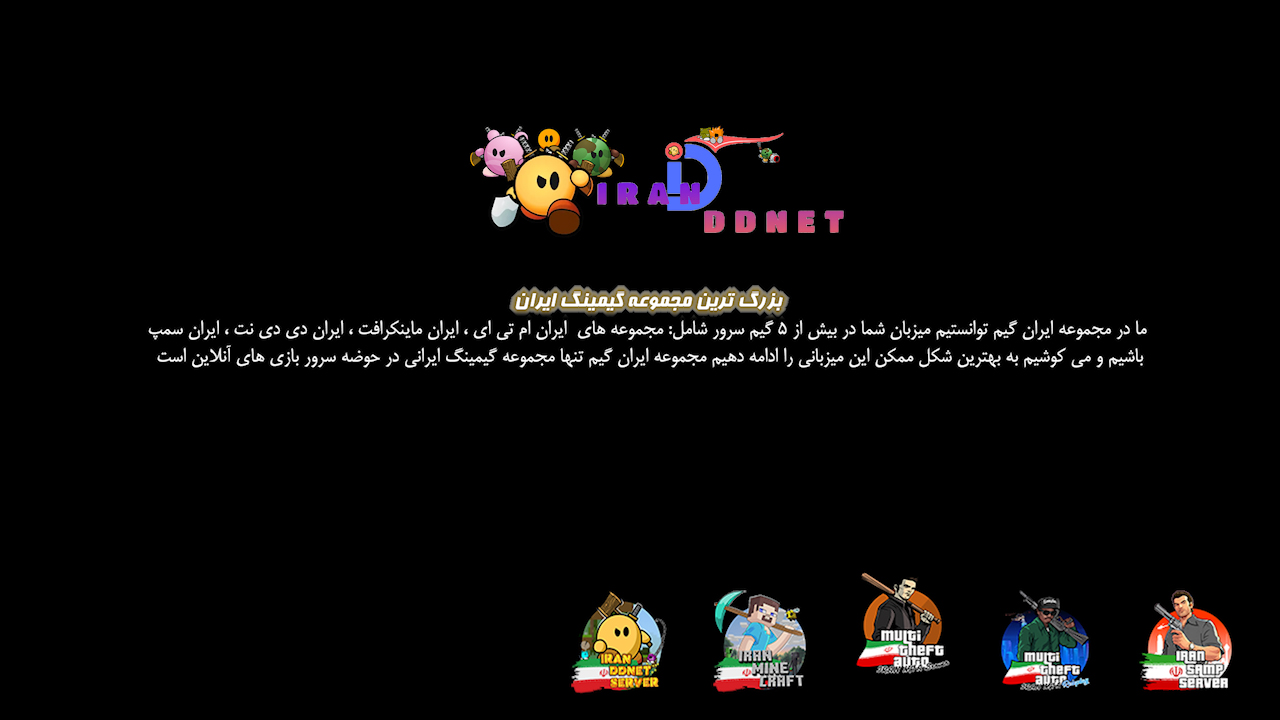 IRAN
DDNET
بزرگ ترین مجموعه گیمینگ ایران
ما در مجموعه ایران گیم توانستیم میزبان شما در بیش از ۵ گیم سرور شامل: مجموعه های ایران ام تی ای ، ایران ماینکرافت ، ایران دی دی نت ، ایران سمپ
باشیم و می کوشیم به بهترین شکل ممکن این میزبانی را ادامه دهیم مجموعه ایران گیم تنها مجموعه گیمینگ ایرانی در حوضه سرور بازی های آنلاین است
IRAN
DDNET
SERVER
IRAN
MINE
CRAFT
MULTI
THEFT
AUTO
MULTI
THEFT
AUTO
IRAN
SAMP
SERVER